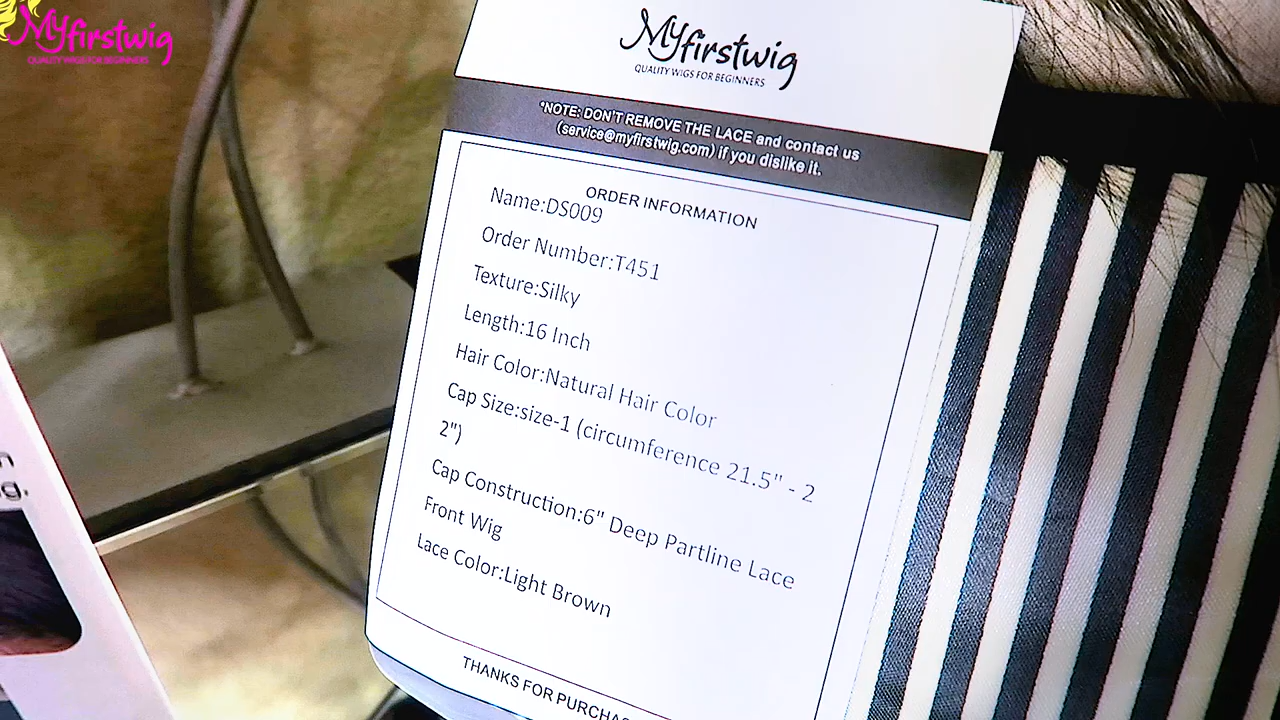 Myfirstwig
QUALITY WIGS FOR BEGINNERS
Myfirstwig
QUALITY WIGS FOR BEGINNERS
*NOTE: DON'T REMOVE THE LACE and contact us
(service@myfirstwig.com) if you dislike it.
ORDER INFORMATION
Name:DS009
Order Number:T451
Texture:Silky
Length:16 Inch
Hair Color:Natural Hair Color
Cap Size:size-1 (circumference 21.5" - 2
2")
Cap Construction:6" Deep Partline Lace
Front Wig
Lace Color:Light Brown
THANKS FOR